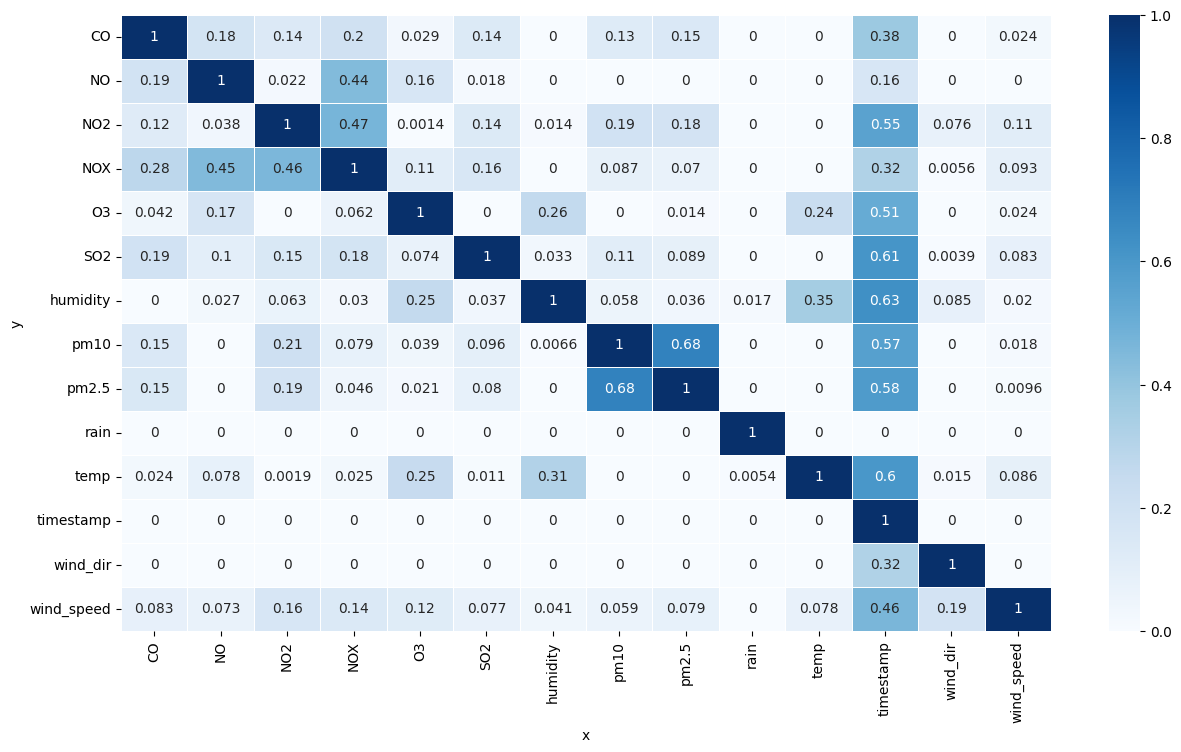 CO 1 0.18 0.14 0.2 0.029 0.14 0 0.13 0.15 0 0 0.38 0 0.024
NO 0.19 1 0.022 0.44 0.16 0.018 0 0 0 0 0 0.16 0 0
NO2 0.12 0.038 1 0.47 0.0014 0.14 0.014 0.19 0.18 0 0 0.55 0.076 0.11
NOX 0.28 0.45 0.46 1 0.11 0.16 0 0.087 0.07 0 0 0.32 0.0056 0.093
O3 0.042 0.17 0 0.062 1 0 0.26 0 0.014 0 0.24 0.51 0 0.024
SO2 0.19 0.1 0.15 0.18 0.074 1 0.033 0.11 0.089 0 0 0.61 0.0039 0.083
humidity 0 0.027 0.063 0.03 0.25 0.037 1 0.058 0.036 0.017 0.35 0.63 0.085 0.02
pm10 0.15 0 0.21 0.079 0.039 0.096 0.0066 1 0.68 0 0 0.57 0 0.018
pm2.5 0.15 0 0.19 0.046 0.021 0.08 0 0.68 1 0 0 0.58 0 0.0096
rain 0 0 0 0 0 0 0 0 0 1 0 0 0 0
temp 0.024 0.078 0.0019 0.025 0.25 0.011 0.31 0 0 0.0054 1 0.6 0.015 0.086
timestamp 0 0 0 0 0 0 0 0 0 0 0 1 0 0
wind_dir 0 0 0 0 0 0 0 0 0 0 0 0.32 1 0
wind_speed 0.083 0.073 0.16 0.14 0.12 0.077 0.041 0.059 0.079 0 0.078 0.46 0.19 1
CO NO NO2 NOX O3 SO2 humidity pm10 pm2.5 rain temp timestamp wind_dir wind_speed
x
y
1.0
0.8
0.6
0.4
0.2
0.0